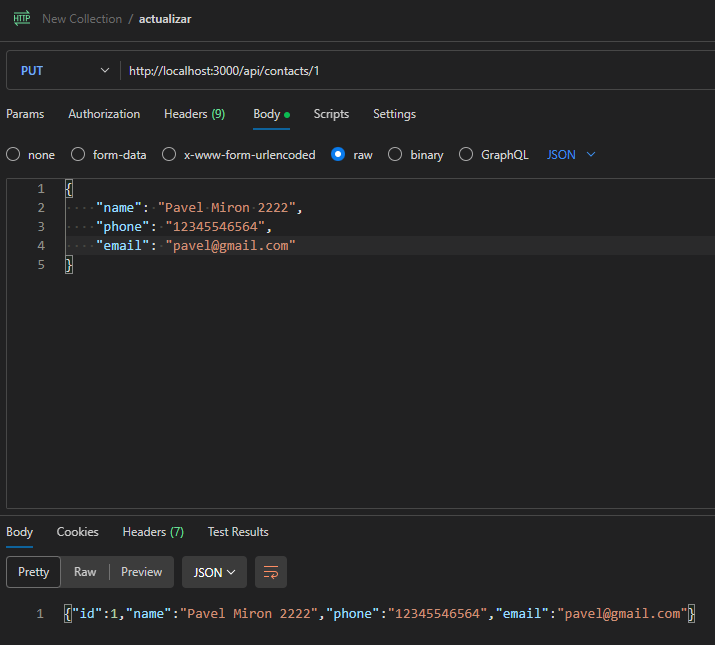 HTTP New Collection / actualizar
PUT http://localhost:3000/api/contacts/1
Params Authorization Headers (9) Body Scripts Settings
none form-data x-www-form-urlencoded raw binary GraphQL JSON
1 {
2 "name": "Pavel Miron 2222",
3 "phone": "12345546564",
4 "email": "pavel@gmail.com"
5 }
Body Cookies Headers (7) Test Results
Pretty Raw Preview JSON
1 {"id":1,"name":"Pavel Miron 2222","phone":"12345546564","email":"pavel@gmail.com"}